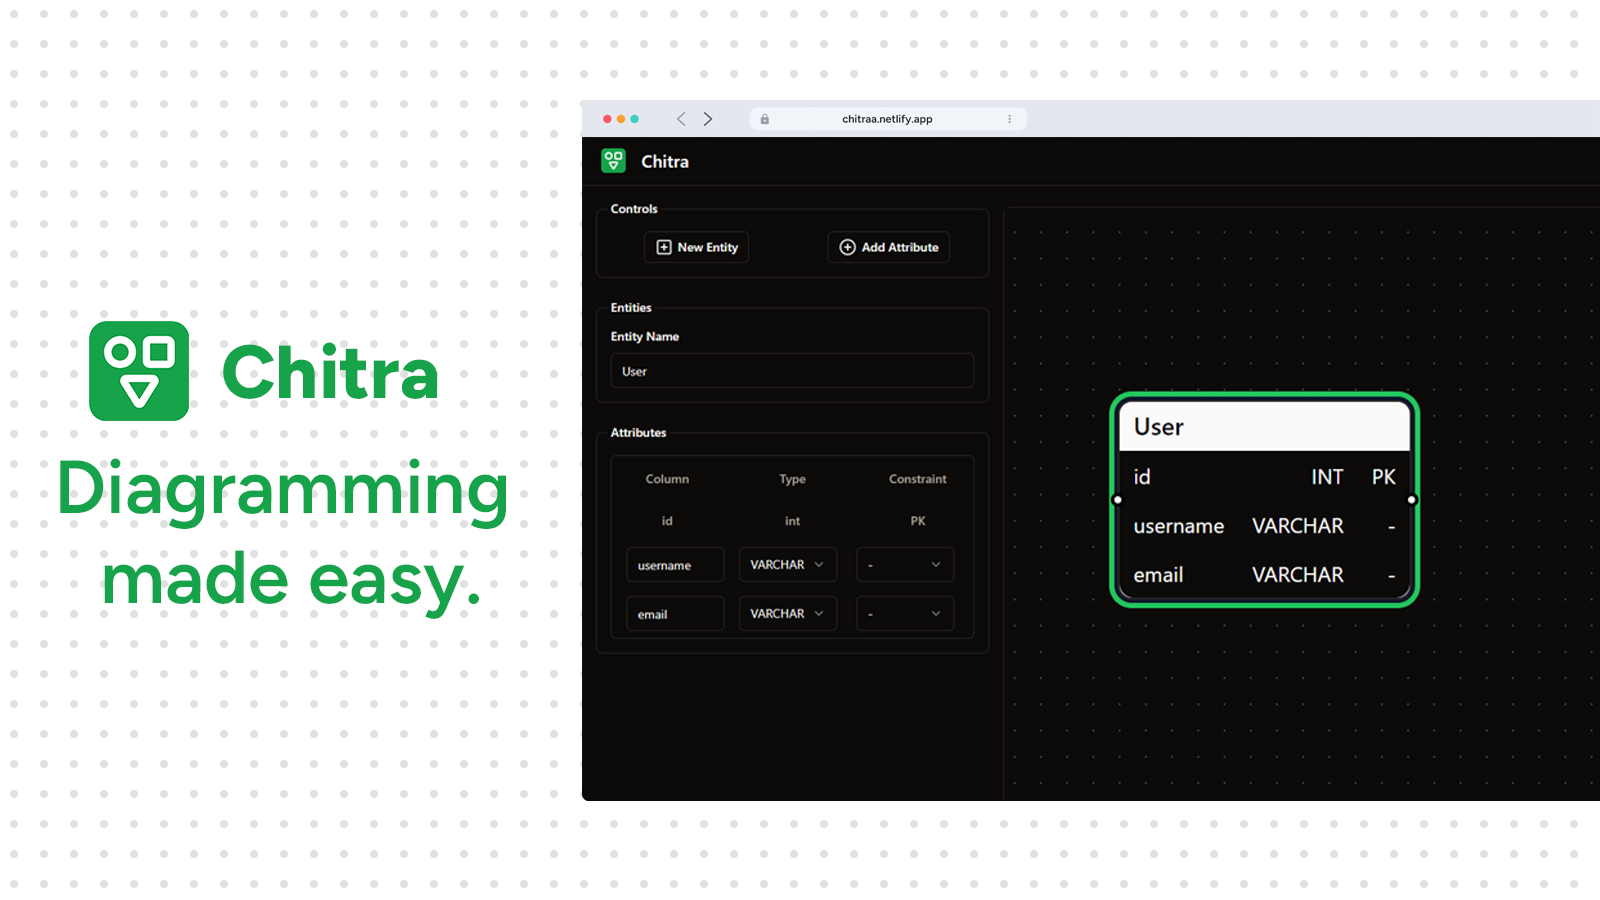 Chitra
Diagramming
made easy.
chitraa.netlify.app
Chitra
Controls
New Entity Add Attribute
Entities
Entity Name
User
Attributes
Column Type Constraint
id int PK
username VARCHAR -
email VARCHAR -
User
id INT PK
username VARCHAR -
email VARCHAR -